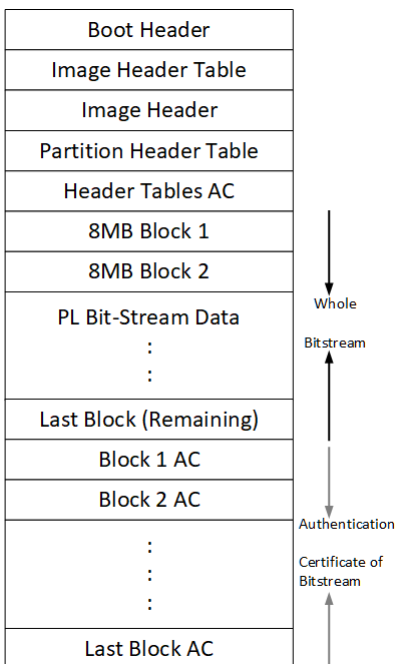 Boot Header
Image Header Table
Image Header
Partition Header Table
Header Tables AC
8MB Block 1
8MB Block 2
PL Bit-Stream Data
:
:
Last Block (Remaining)
Block 1 AC
Block 2 AC
:
:
:
Last Block AC
Whole
Bitstream
Authentication
Certificate of
Bitstream